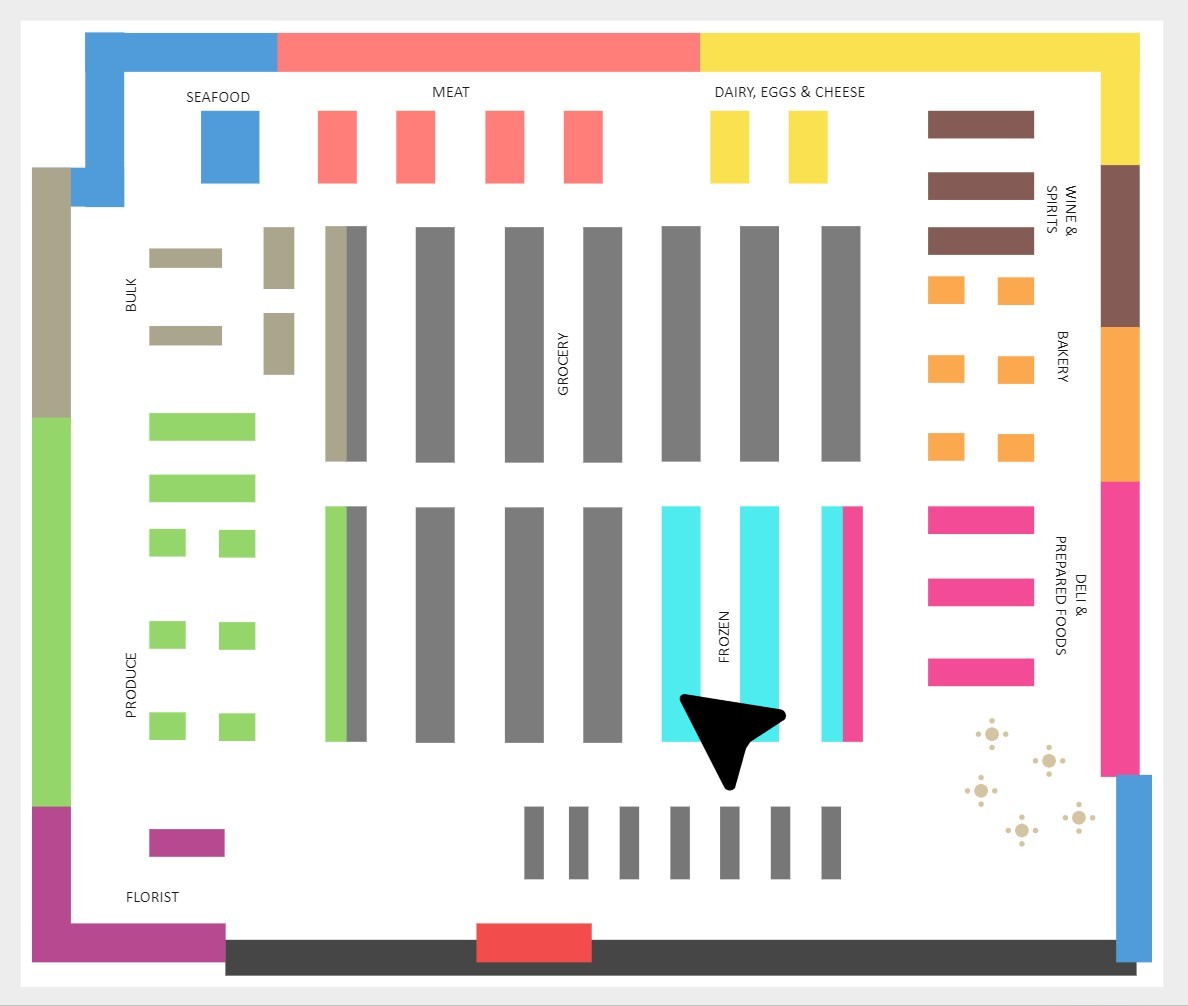 SEAFOOD
MEAT
DAIRY, EGGS & CHEESE
WINE &
SPIRITS
BULK
GROCERY
BAKERY
DELI &
PREPARED FOODS
FROZEN
PRODUCE
FLORIST